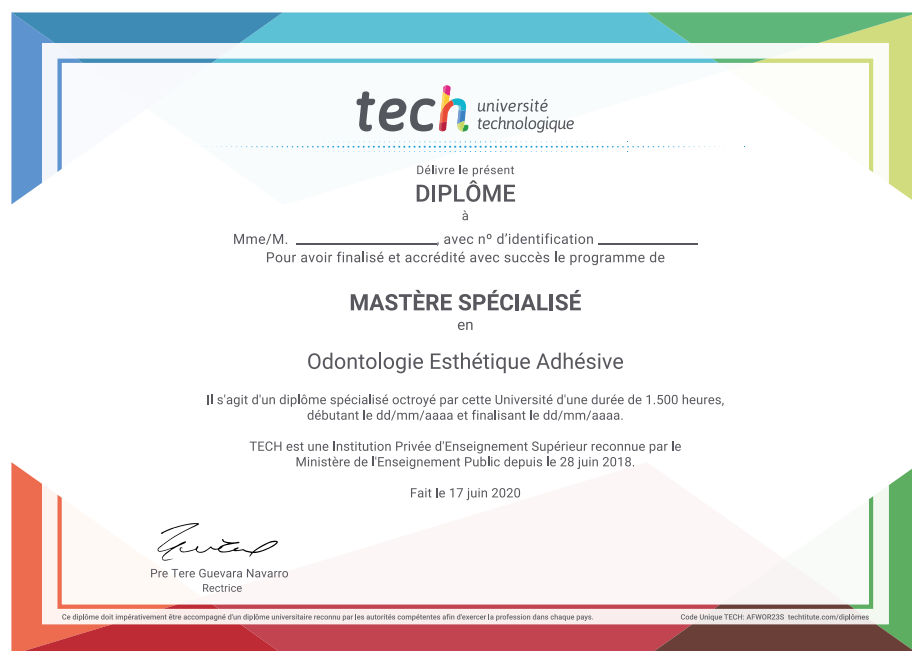 tech université
technologique
Délivre le présent
DIPLÔME
à
Mme/M. ____________, avec nº d'identification ____________
Pour avoir finalisé et accrédité avec succès le programme de
MASTÈRE SPÉCIALISÉ
en
Odontologie Esthétique Adhésive
Il s'agit d'un diplôme spécialisé octroyé par cette Université d'une durée de 1.500 heures,
débutant le dd/mm/aaaa et finalisant le dd/mm/aaaa.
TECH est une Institution Privée d'Enseignement Supérieur reconnue par le
Ministère de l'Enseignement Public depuis le 28 juin 2018.
Fait le 17 juin 2020
Pre Tere Guevara Navarro
Rectrice
Ce diplôme doit impérativement être accompagné d'un diplôme universitaire reconnu par les autorités compétentes afin d'exercer la profession dans chaque pays.
Code Unique TECH: AFWOR23S techtitute.com/diplômes